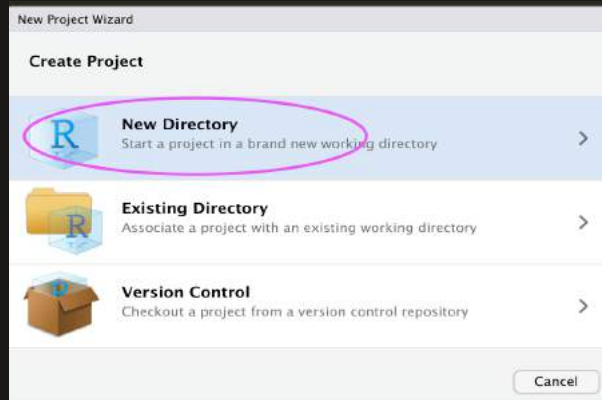 New Project Wizard
Create Project
R
New Directory
Start a project in a brand new working directory
R
Existing Directory
Associate a project with an existing working directory
Version Control
Checkout a project from a version control repository
Cancel